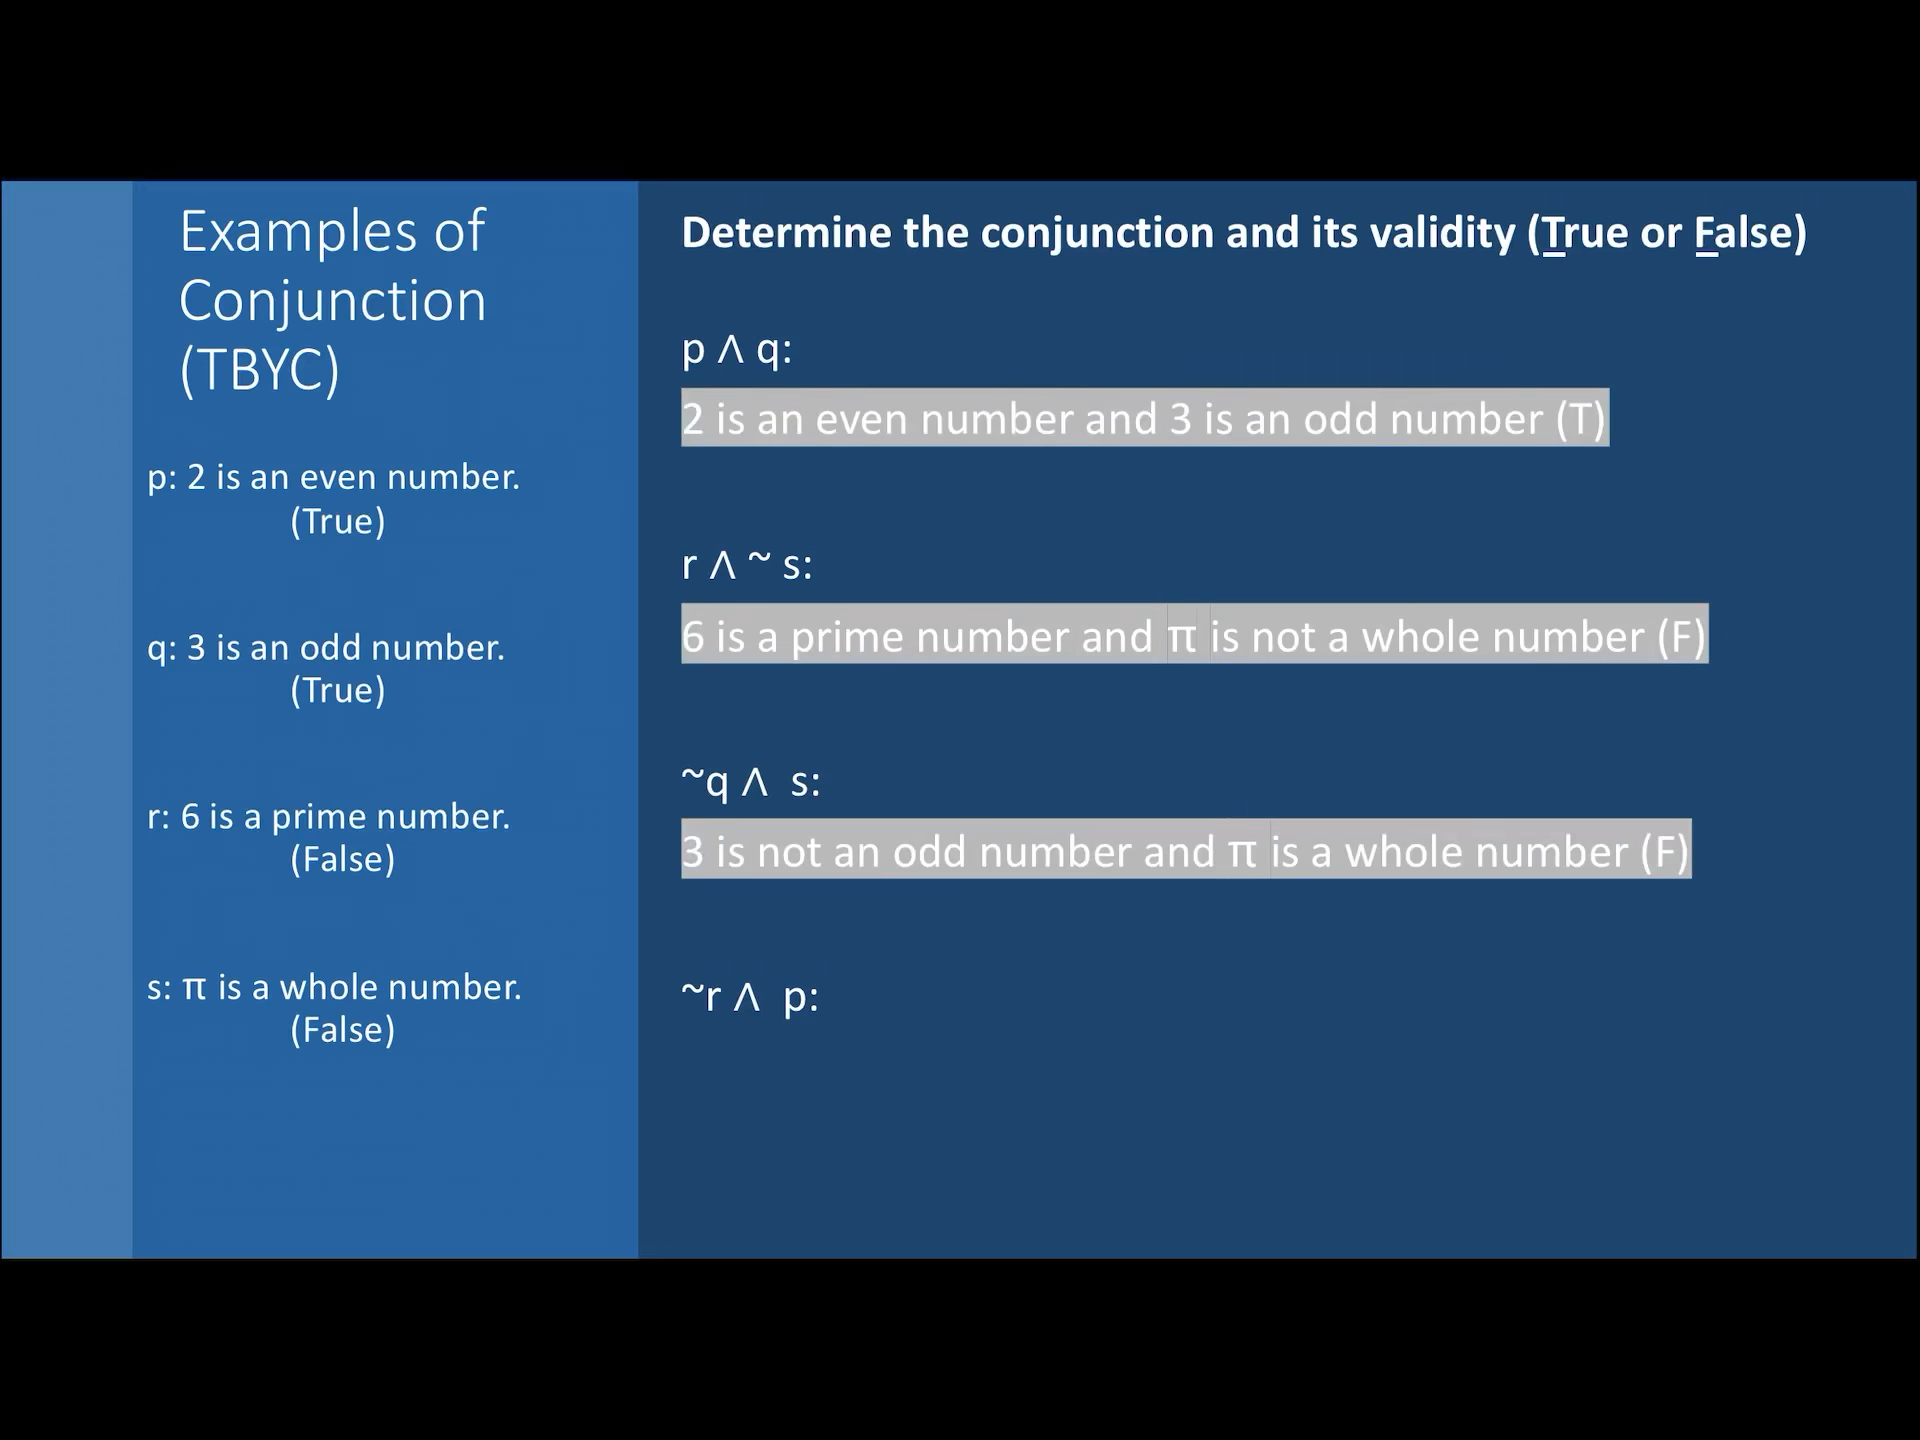 Examples of
Conjunction
(TBYC)
p: 2 is an even number.
(True)
q: 3 is an odd number.
(True)
r: 6 is a prime number.
(False)
s: π is a whole number.
(False)
Determine the conjunction and its validity (True or False)
p Λ q:
2 is an even number and 3 is an odd number (T)
r Λ ~ s:
6 is a prime number and π is not a whole number (F)
~q Λ s:
3 is not an odd number and π is a whole number (F)
~r Λ p: